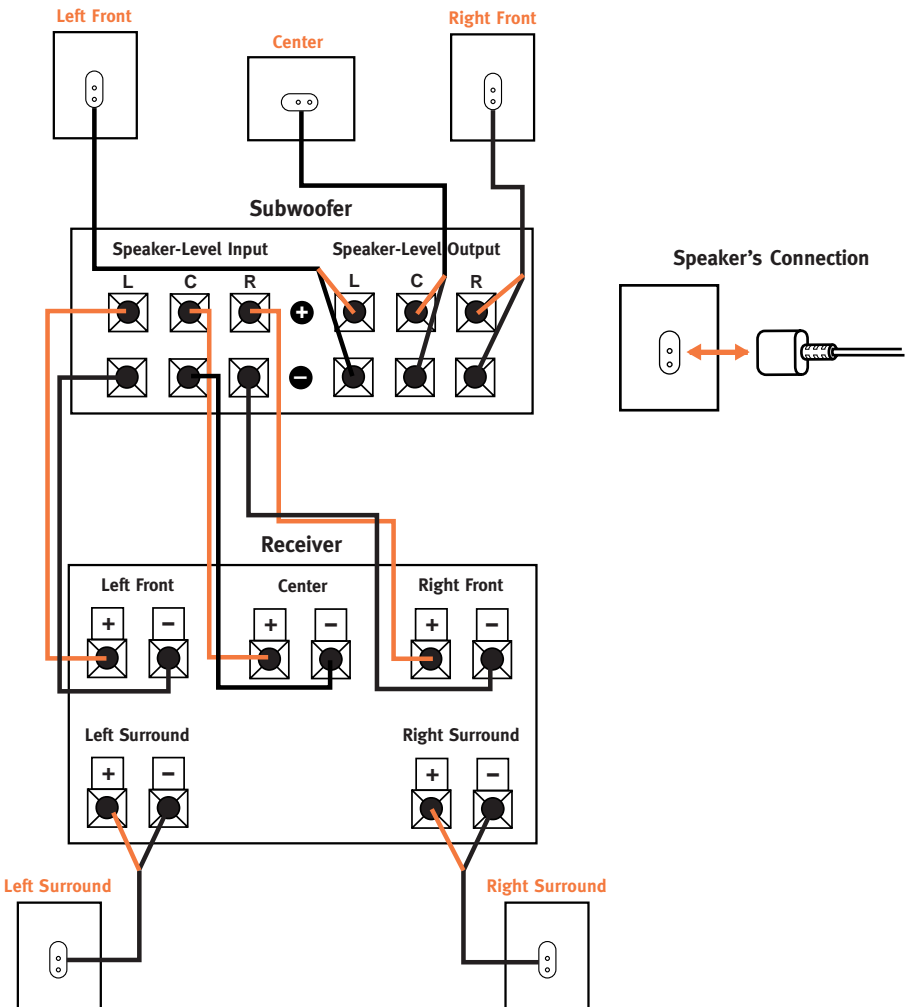 Left Front
Center
Right Front
Subwoofer
Speaker-Level Input
Speaker-Level Output
L C R + L C R
−
Speaker’s Connection
Receiver
Left Front
Center
Right Front
+ − + − + −
Left Surround
Right Surround
+ − + −
Left Surround
Right Surround